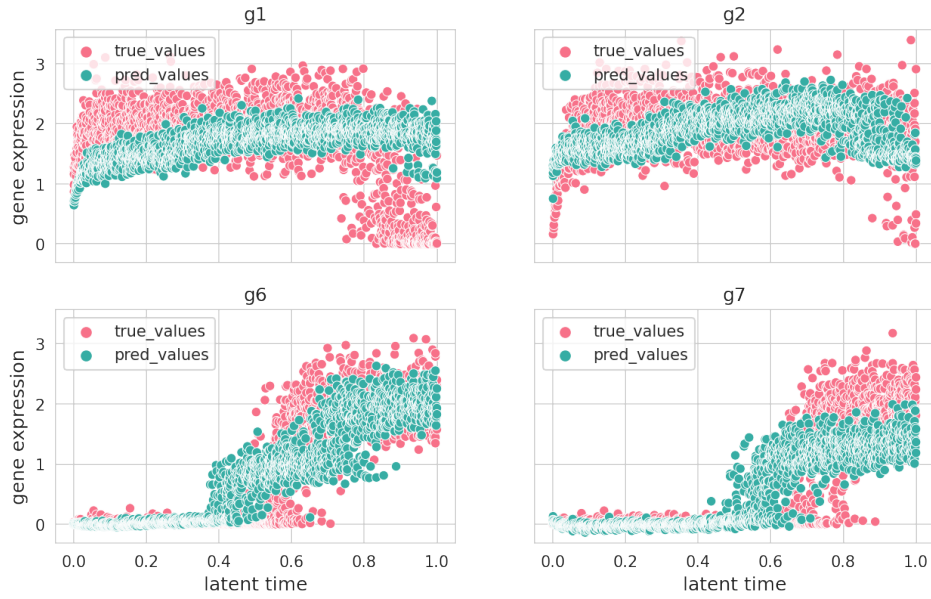 g1
true_values
pred_values
3
2
1
0
gene expression
g2
true_values
pred_values
g6
true_values
pred_values
3
2
1
0
gene expression
0.0 0.2 0.4 0.6 0.8 1.0
latent time
g7
true_values
pred_values
0.0 0.2 0.4 0.6 0.8 1.0
latent time